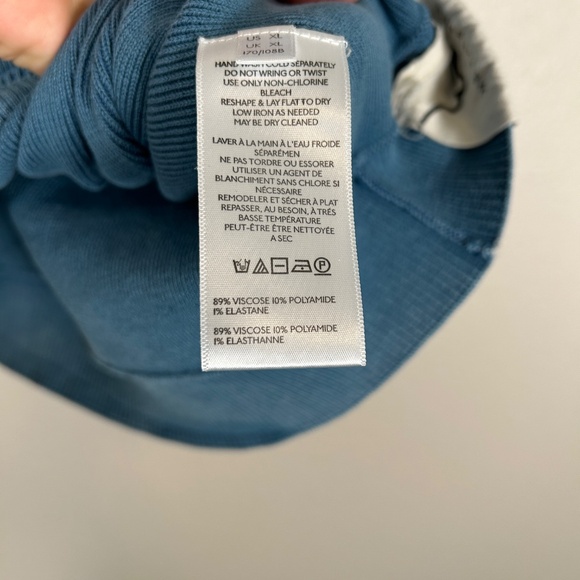 US XL
UK XL
170/108B
HAND WASH COLD SEPARATELY
DO NOT WRING OR TWIST
USE ONLY NON-CHLORINE
BLEACH
RESHAPE & LAY FLAT TO DRY
LOW IRON AS NEEDED
MAY BE DRY CLEANED
LAVER À LA MAIN À L'EAU FROIDE
SÉPARÉMEN
NE PAS TORDRE OU ESSORER
UTILISER UN AGENT DE
BLANCHIMENT SANS CHLORE SI
NÉCESSAIRE
REMODELER ET SÉCHER À PLAT
REPASSER, AU BESOIN, À TRÈS
BASSE TEMPÉRATURE
PEUT-ÊTRE ÊTRE NETTOYÉE
A SEC
P
89% VISCOSE 10% POLYAMIDE
1% ELASTANE
89% VISCOSE 10% POLYAMIDE
1% ELASTHANNE